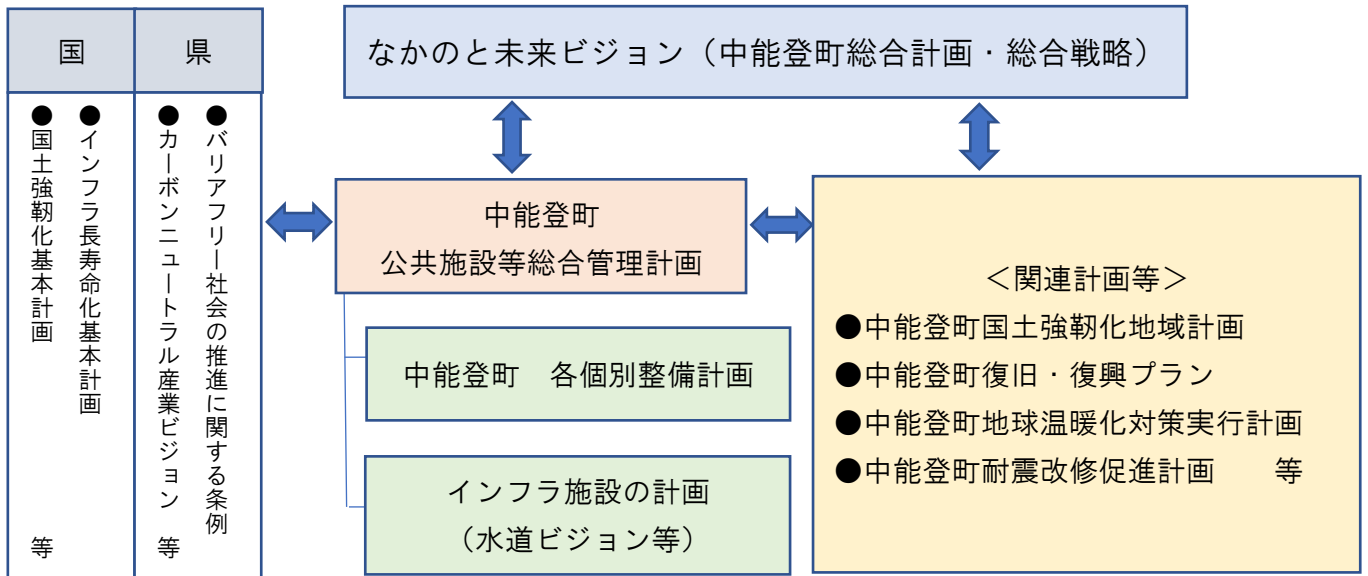 国
●インフラ長寿命化基本計画
●国土強靭化基本計画　等
県
●バリアフリー社会の推進に関する条例
●カーボンニュートラル産業ビジョン　等
なかのと未来ビジョン（中能登町総合計画・総合戦略）
中能登町
公共施設等総合管理計画
中能登町　各個別整備計画
インフラ施設の計画
（水道ビジョン等）
＜関連計画等＞
●中能登町国土強靭化地域計画
●中能登町復旧・復興プラン
●中能登町地球温暖化対策実行計画
●中能登町耐震改修促進計画　　等